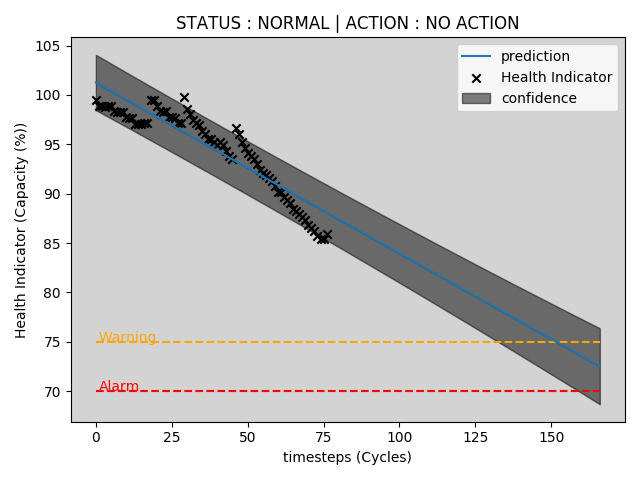 STATUS : NORMAL | ACTION : NO ACTION
Health Indicator (Capacity (%))
105
100
95
90
85
80
75
70
prediction
Health Indicator
confidence
Warning
Alarm
0
25
50
75
100
125
150
timesteps (Cycles)